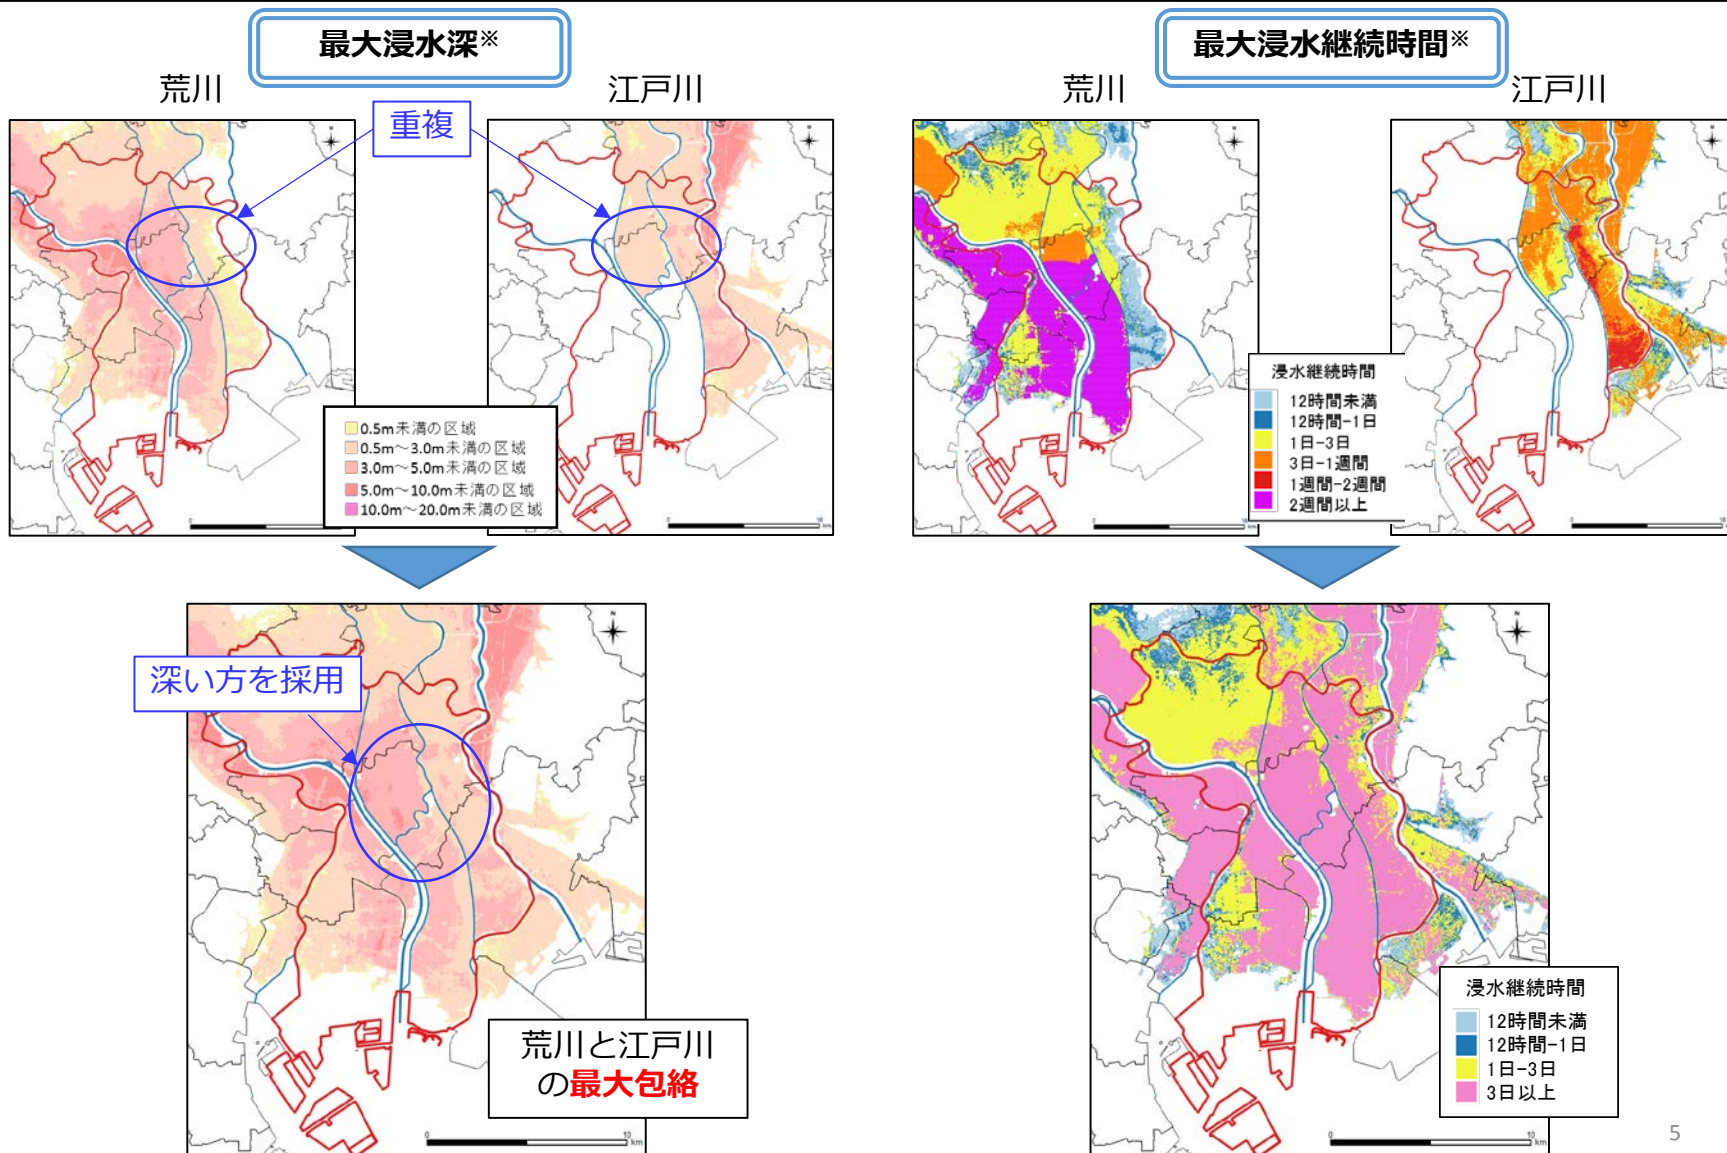 最大浸水深※
最大浸水継続時間※
荒川
江戸川
荒川
江戸川
重複
0.5m未満の区域
0.5m～3.0m未満の区域
3.0m～5.0m未満の区域
5.0m～10.0m未満の区域
10.0m～20.0m未満の区域
浸水継続時間
12時間未満
12時間-1日
1日-3日
3日-1週間
1週間-2週間
2週間以上
深い方を採用
荒川と江戸川
の最大包絡
0 10 km
浸水継続時間
12時間未満
12時間-1日
1日-3日
3日以上
0 10 km
5